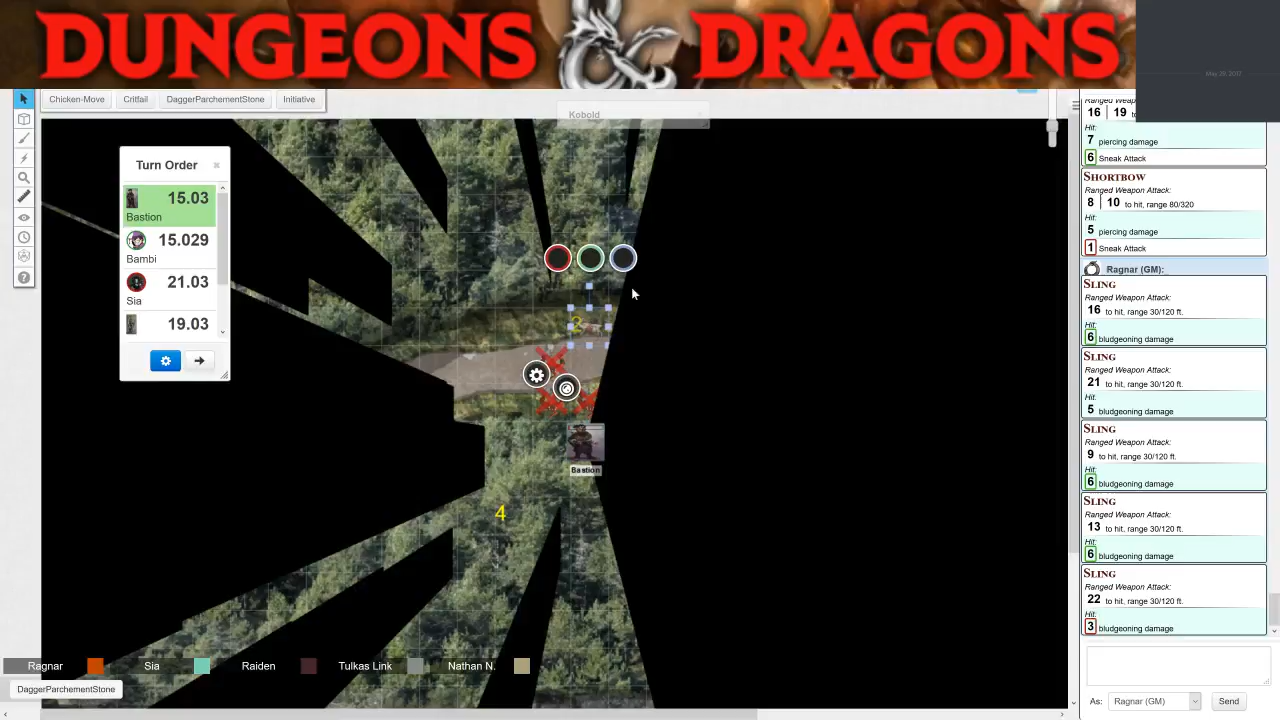 DUNGEONS & DRAGONS
May 29, 2017
Chicken-Move
Critfail
DaggerParchementStone
Initiative
Kobold
Turn Order
15.03
Bastion
15.029
Bambi
21.03
Sia
19.03
2
Bastion
4
Ranged Weap
16 | 19 to
Hit:
7 piercing damage
6 Sneak Attack
SHORTBOW
Ranged Weapon Attack:
8 | 10 to hit, range 80/320
Hit:
5 piercing damage
1 Sneak Attack
Ragnar (GM):
SLING
Ranged Weapon Attack:
16 to hit, range 30/120 ft.
Hit:
6 bludgeoning damage
SLING
Ranged Weapon Attack:
21 to hit, range 30/120 ft.
Hit:
5 bludgeoning damage
SLING
Ranged Weapon Attack:
9 to hit, range 30/120 ft.
Hit:
6 bludgeoning damage
SLING
Ranged Weapon Attack:
13 to hit, range 30/120 ft.
Hit:
6 bludgeoning damage
SLING
Ranged Weapon Attack:
22 to hit, range 30/120 ft.
Hit:
3 bludgeoning damage
Ragnar
Sia
Raiden
Tulkas Link
Nathan N.
DaggerParchementStone
As:
Ragnar (GM)
Send